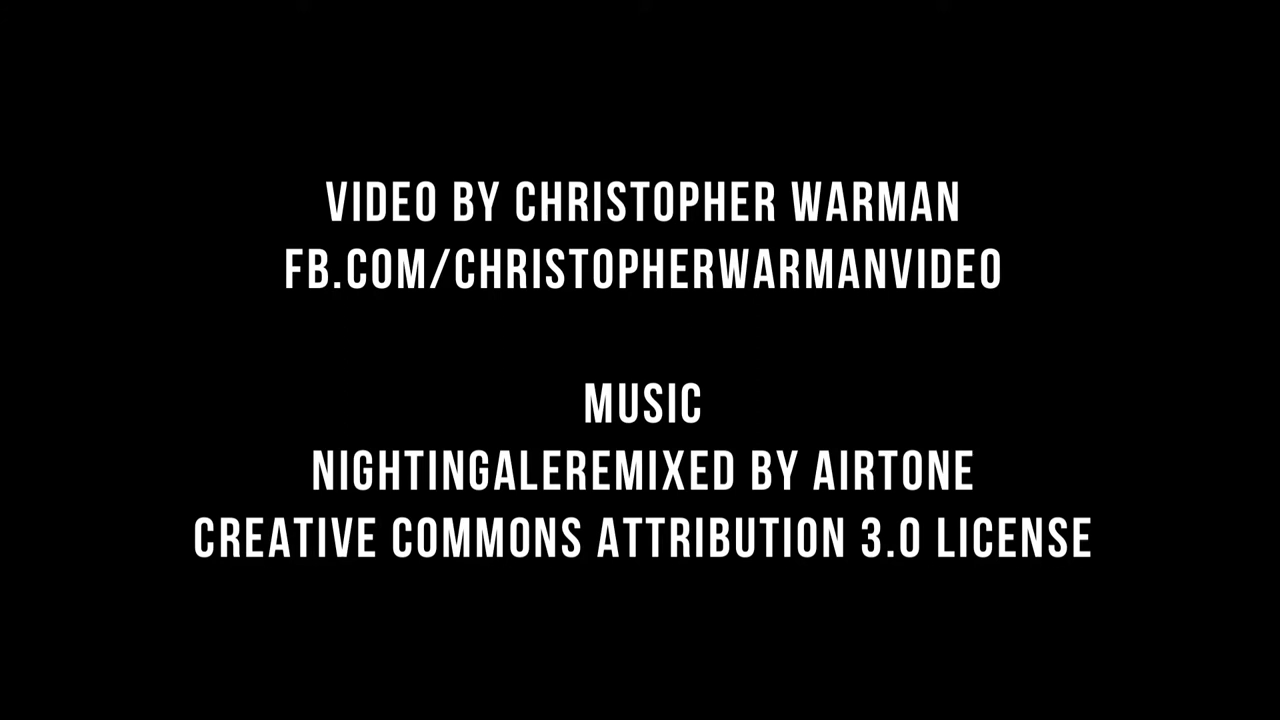 VIDEO BY CHRISTOPHER WARMAN
FB.COM/CHRISTOPHERWARMANVIDEO
MUSIC
NIGHTINGALEREMIXED BY AIRTONE
CREATIVE COMMONS ATTRIBUTION 3.0 LICENSE